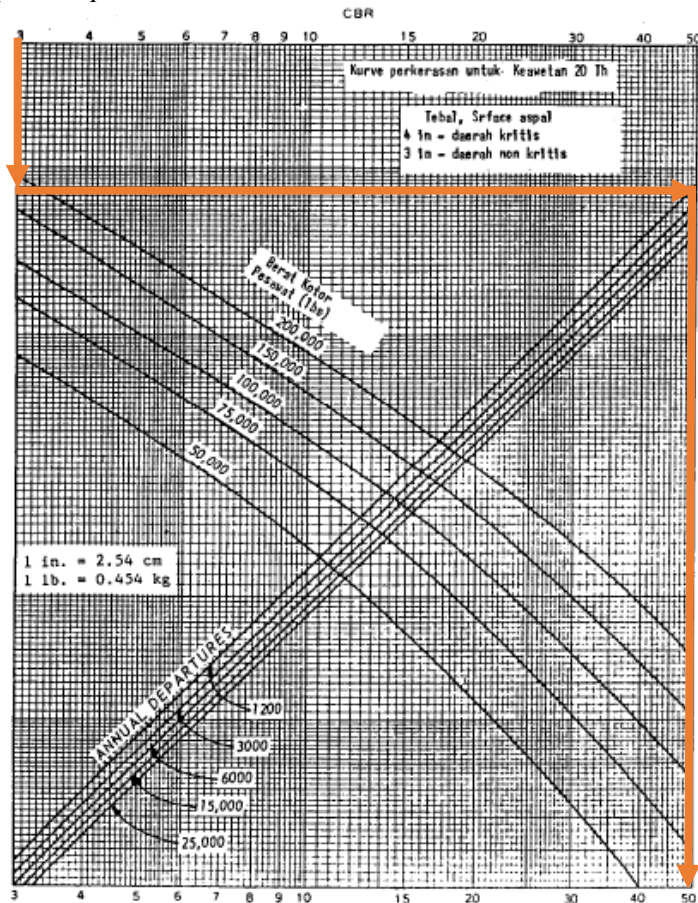 CBR
3 4 5 6 7 8 9 10 15 20 30 40 50
Kurve perkerasan untuk Keawetan 20 Th
Tebal, Srface aspal
4 in - daerah kritis
3 in - daerah non kritis
Berat Kotor
Pesawat (lbs)
200,000
150,000
100,000
75,000
50,000
1 in. = 2.54 cm
1 lb. = 0.454 kg
ANNUAL DEPARTURES
1200
3000
6000
15,000
25,000
3 4 5 6 7 8 9 10 15 20 30 40 50